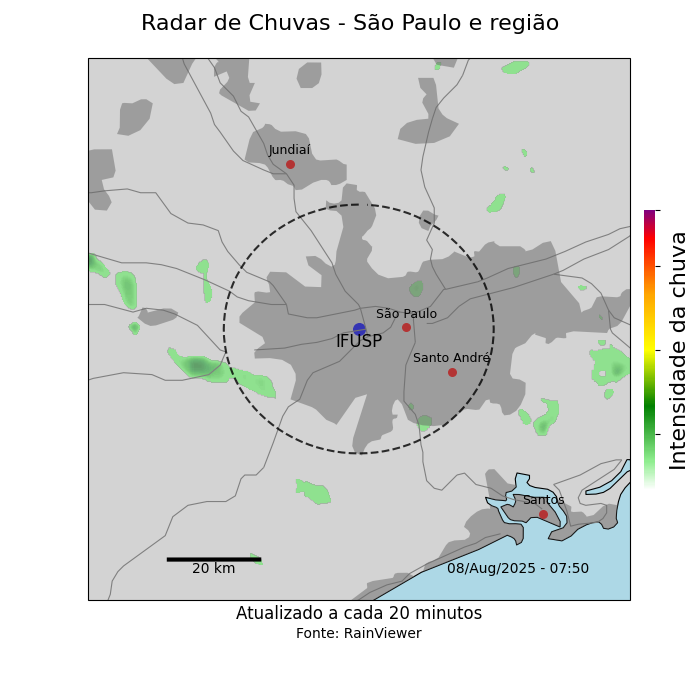 Radar de Chuvas - São Paulo e região
Jundiaí
São Paulo
IFUSP
Santo André
Santos
20 km
08/Aug/2025 - 07:50
Intensidade da chuva
Atualizado a cada 20 minutos
Fonte: RainViewer